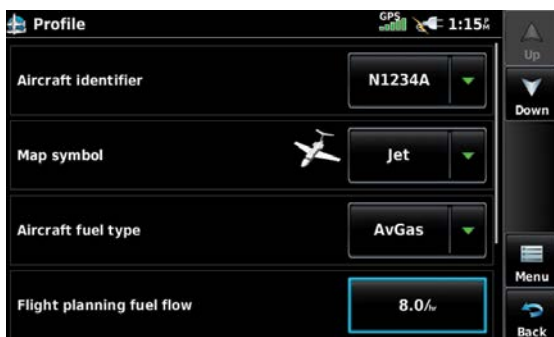 Profile
GPS
1:15
Up
Aircraft identifier
N1234A
Down
Map symbol
Jet
Aircraft fuel type
AvGas
Menu
Flight planning fuel flow
8.0/hr
Back